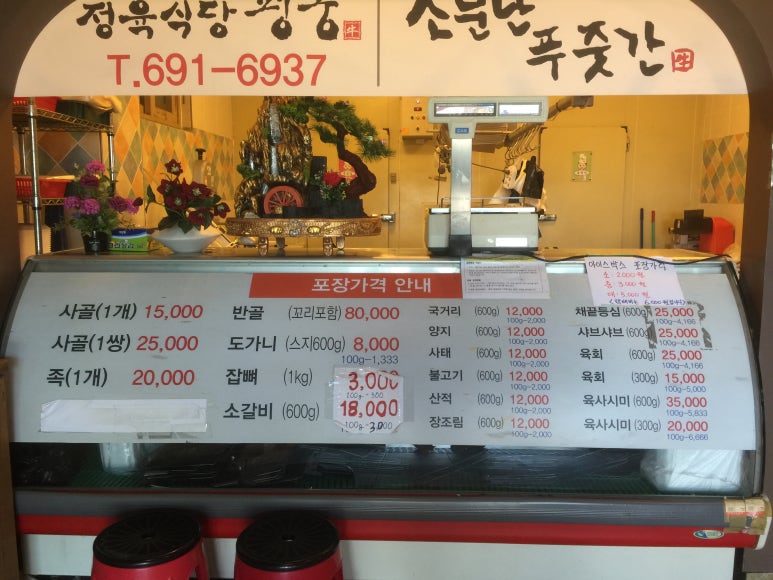 정육식당 평중
T.691-6937
소문난
푸줏간
아이스박스 포장가격
소: 2,000원
중: 3,000원
대: 5,000원
포장가격 안내
사골(1개) 15,000
사골(1쌍) 25,000
족(1개) 20,000
반골 (꼬리포함) 80,000
도가니 (스지600g) 8,000
100g-1,333
잡뼈 (1kg) 3,000
100g-300
소갈비 (600g) 18,000
100g-3,000
국거리 (600g) 12,000
100g-2,000
양지 (600g) 12,000
100g-2,000
사태 (600g) 12,000
100g-2,000
불고기 (600g) 12,000
100g-2,000
산적 (600g) 12,000
100g-2,000
장조림 (600g) 12,000
100g-2,000
채끝등심 (600g) 25,000
100g-4,166
샤브샤브 (600g) 25,000
100g-4,166
육회 (600g) 25,000
100g-4,166
육회 (300g) 15,000
100g-5,000
육사시미 (600g) 35,000
100g-5,833
육사시미 (300g) 20,000
100g-6,666